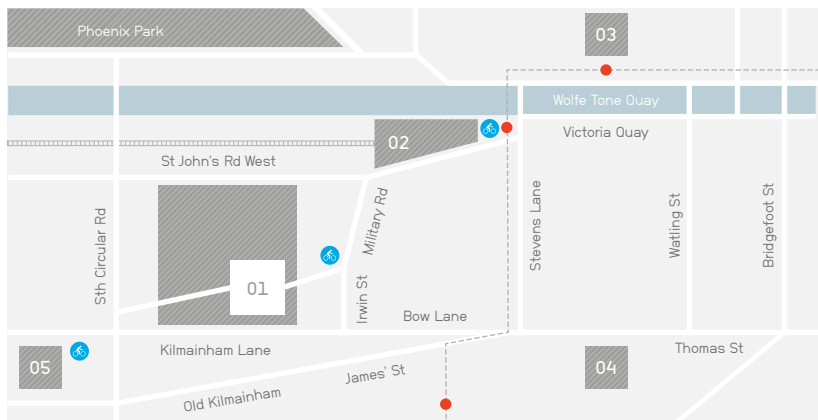 Phoenix Park
03
Wolfe Tone Quay
02
Victoria Quay
St John's Rd West
Sth Circular Rd
Military Rd
Stevens Lane
Watling St
Bridgefoot St
01
Irwin St
Bow Lane
Kilmainham Lane
Thomas St
05
04
James' St
Old Kilmainham